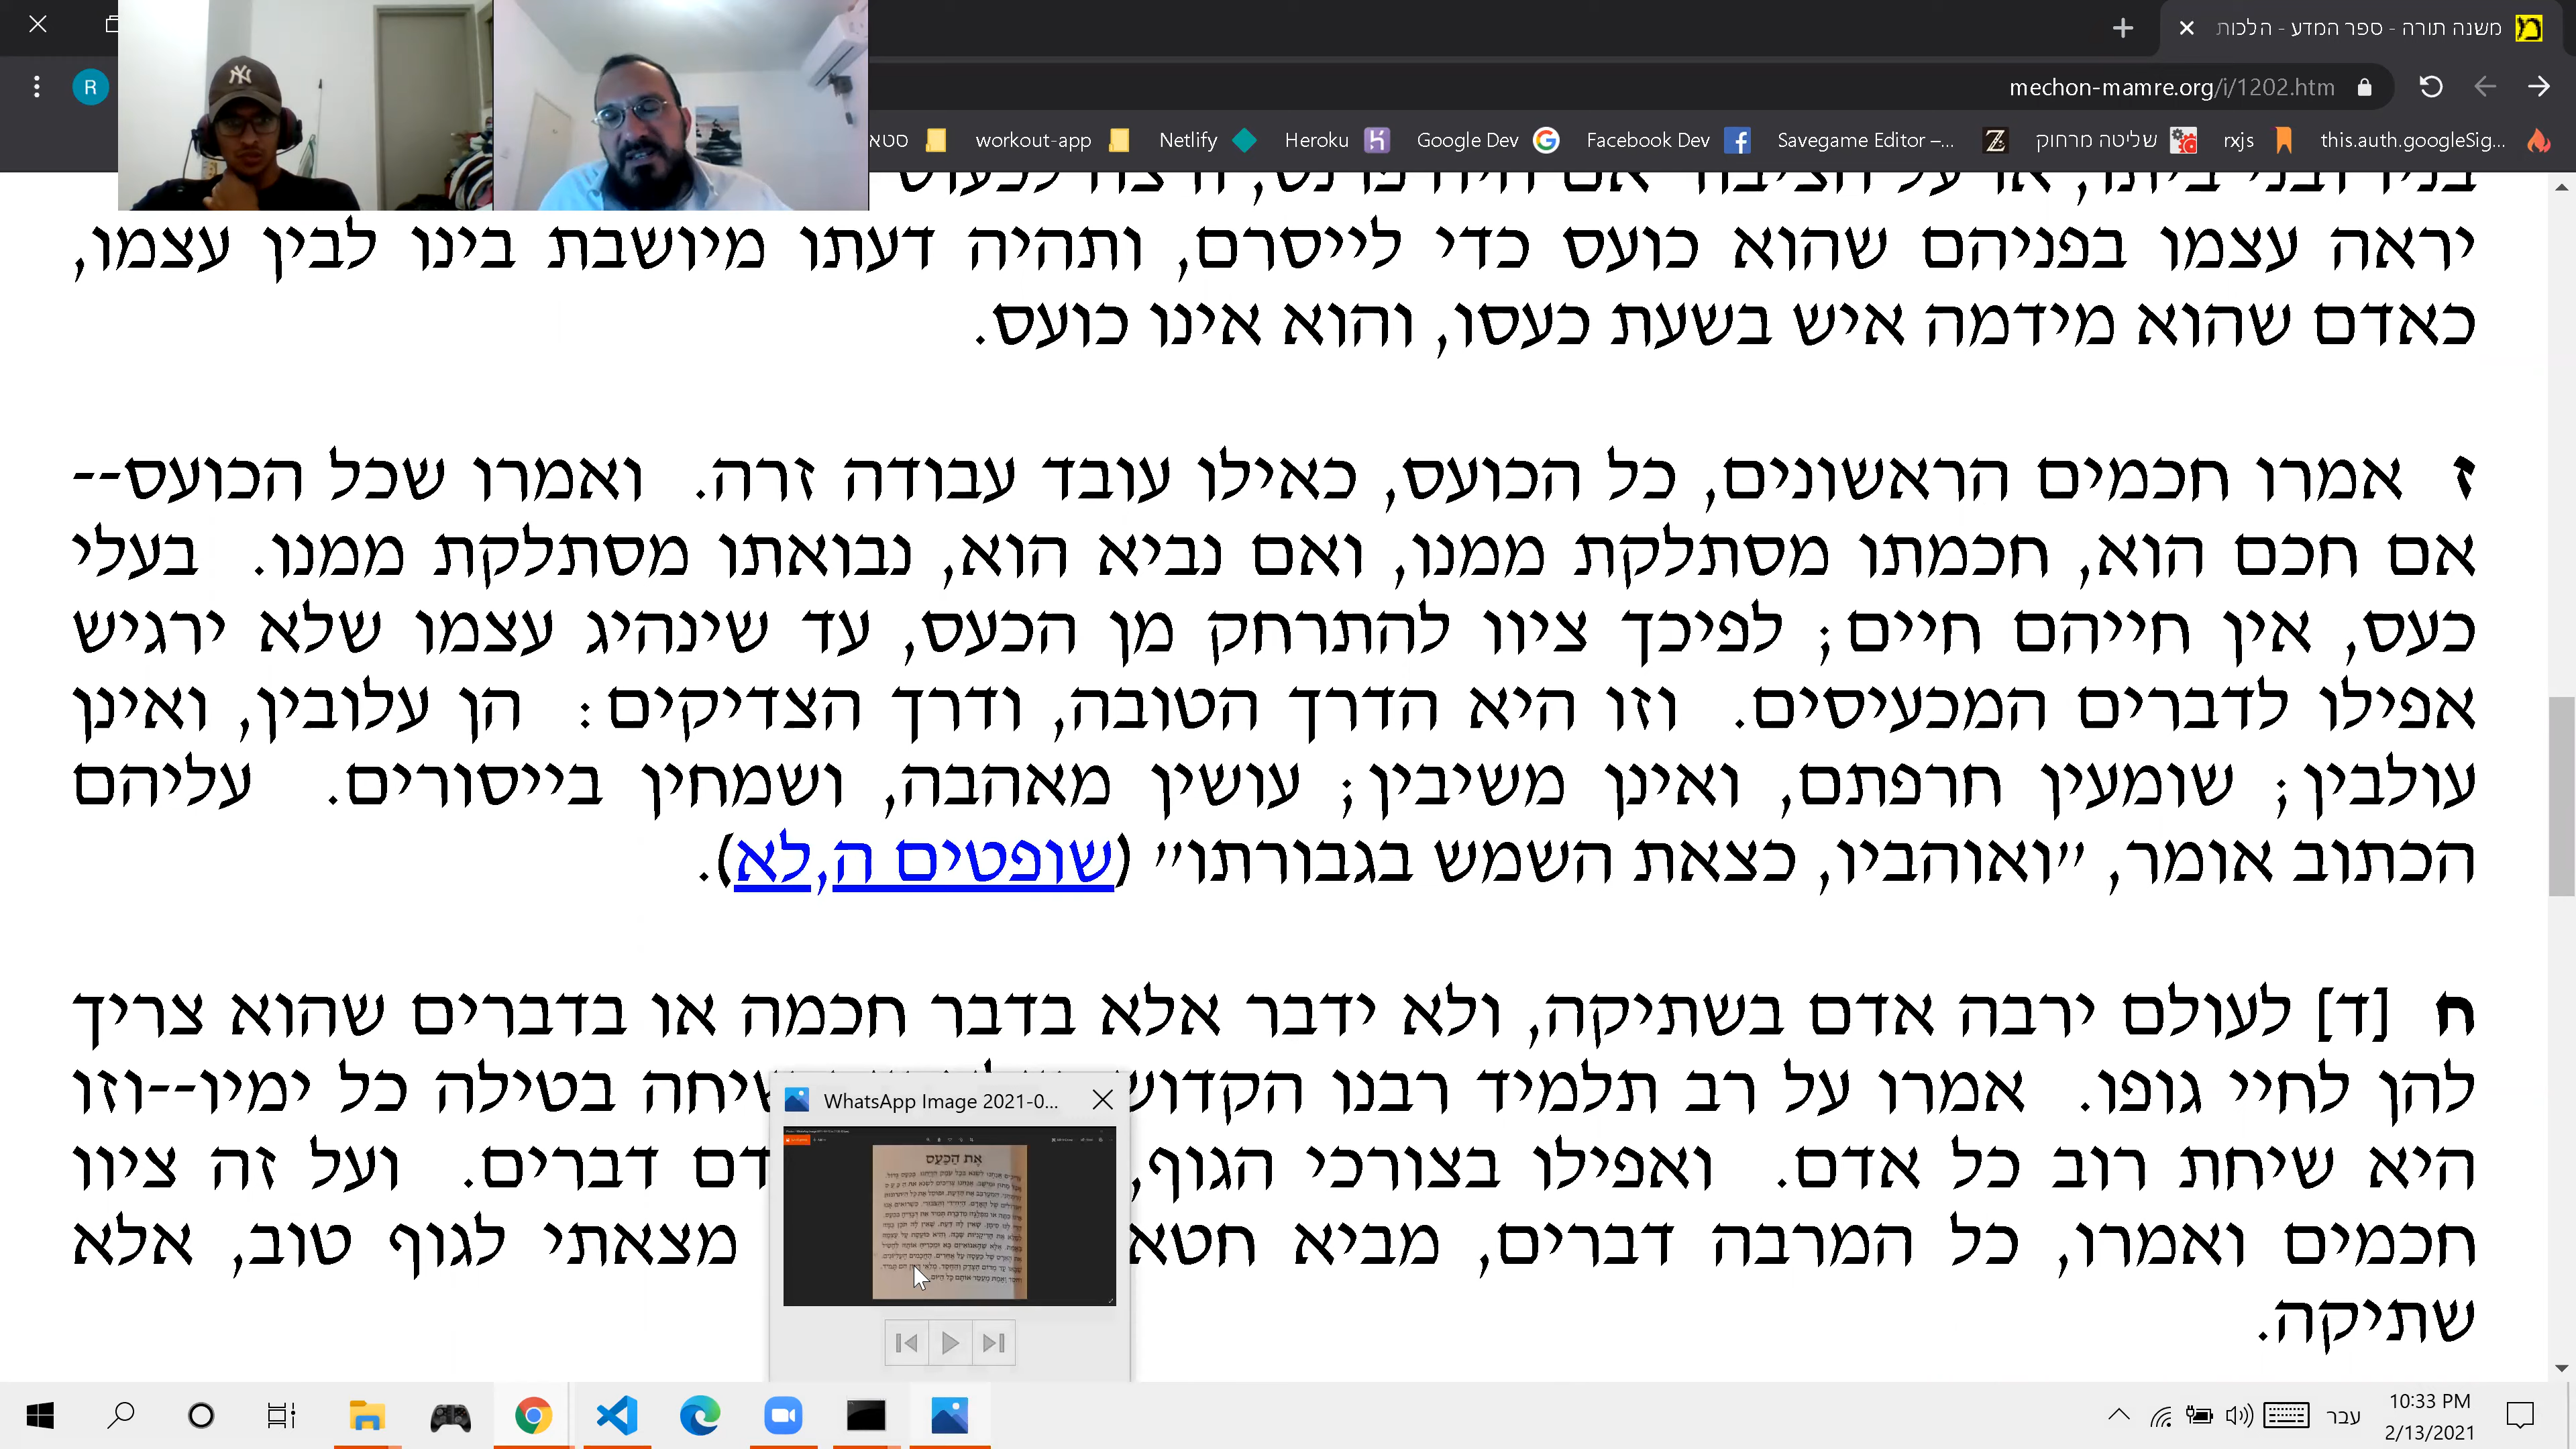 משנה תורה - ספר המדע - הלכות
mechon-mamre.org/i/1202.htm
R
this.auth.googleSig...
rxjs
שליטה מרחוק
Savegame Editor –...
Facebook Dev
Google Dev
Heroku
Netlify
workout-app
סטא
יראה עצמו בפניהם שהוא כועס כדי לייסרם, ותהיה דעתו מיושבת בינו לבין עצמו,
כאדם שהוא מידמה איש בשעת כעסו, והוא אינו כועס.
ז אמרו חכמים הראשונים, כל הכועס, כאילו עובד עבודה זרה. ואמרו שכל הכועס--
אם חכם הוא, חכמתו מסתלקת ממנו, ואם נביא הוא, נבואתו מסתלקת ממנו. בעלי
כעס, אין חייהם חיים; לפיכך ציוו להתרחק מן הכעס, עד שינהיג עצמו שלא ירגיש
אפילו לדברים המכעיסים. וזו היא הדרך הטובה, ודרך הצדיקים: הן עלובין, ואינן
עולבין; שומעין חרפתם, ואינן משיבין; עושין מאהבה, ושמחין בייסורים. עליהם
הכתוב אומר, "ואוהביו, כצאת השמש בגבורתו" (שופטים ה,לא).
ח [ד] לעולם ירבה אדם בשתיקה, ולא ידבר אלא בדבר חכמה או בדברים שהוא צריך
להן לחיי גופו. אמרו על רב תלמיד רבנו הקדוש שיחה בטילה כל ימיו--וזו
היא שיחת רוב כל אדם. ואפילו בצורכי הגוף, דם דברים. ועל זה ציוו
חכמים ואמרו, כל המרבה דברים, מביא חטא מצאתי לגוף טוב, אלא
שתיקה.
WhatsApp Image 2021-0...
את הכעס
עבר
10:33 PM
2/13/2021